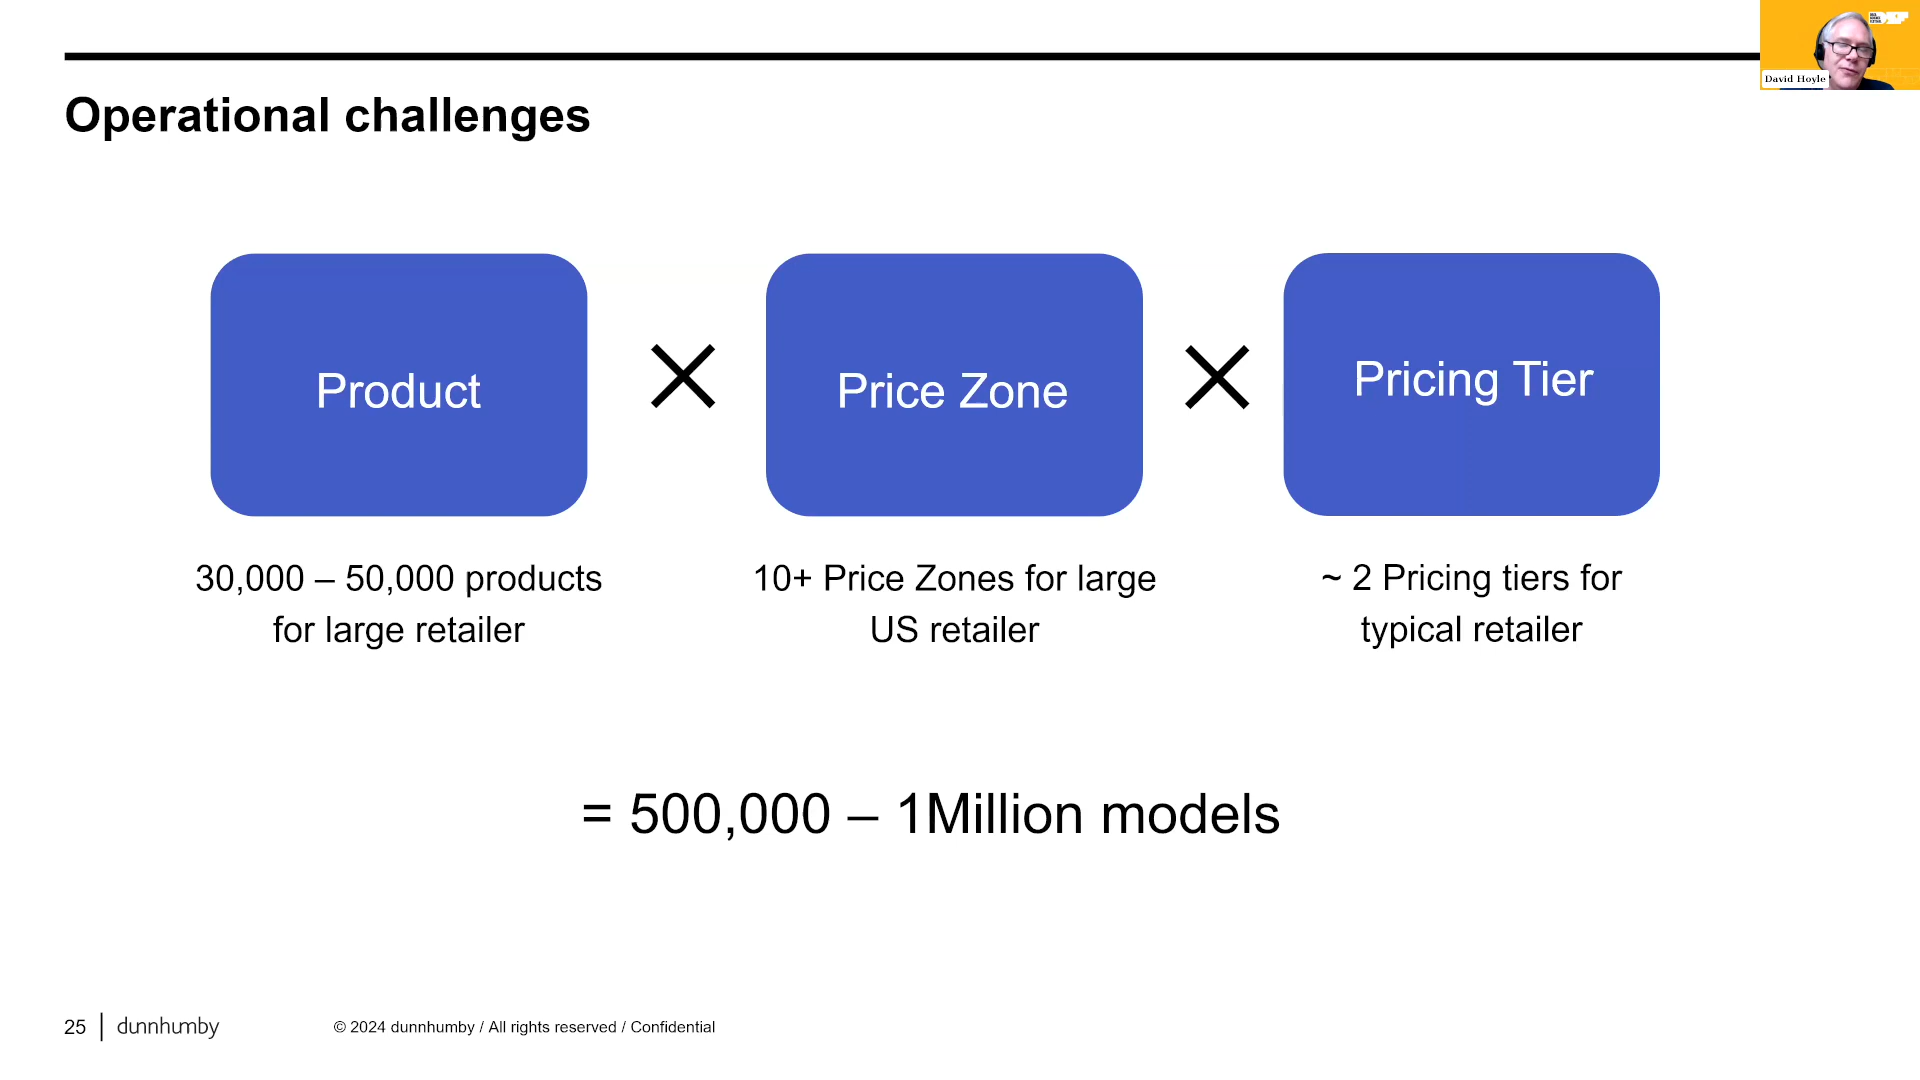 David Hoyle
Operational challenges
Product
Price Zone
Pricing Tier
30,000 – 50,000 products
for large retailer
10+ Price Zones for large
US retailer
~ 2 Pricing tiers for
typical retailer
= 500,000 – 1Million models
25
dunnhumby
© 2024 dunnhumby / All rights reserved / Confidential